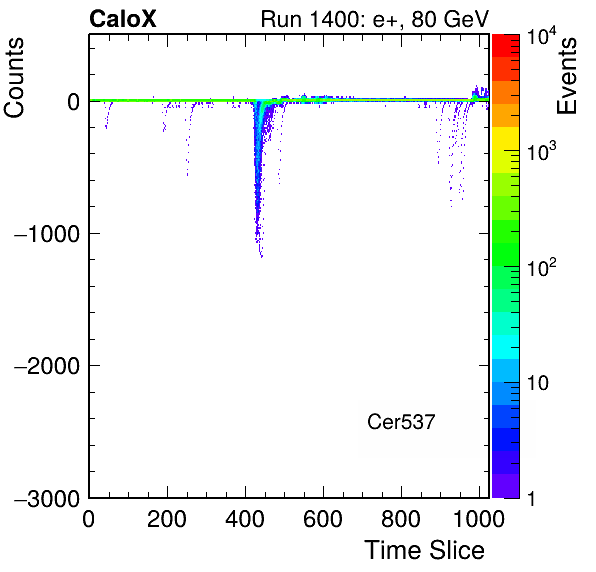 CaloX Run 1400: e+, 80 GeV
Counts
Events
0
−1000
−2000
−3000
0 200 400 600 800 1000
Time Slice
Cer537
10⁴
10³
10²
10
1